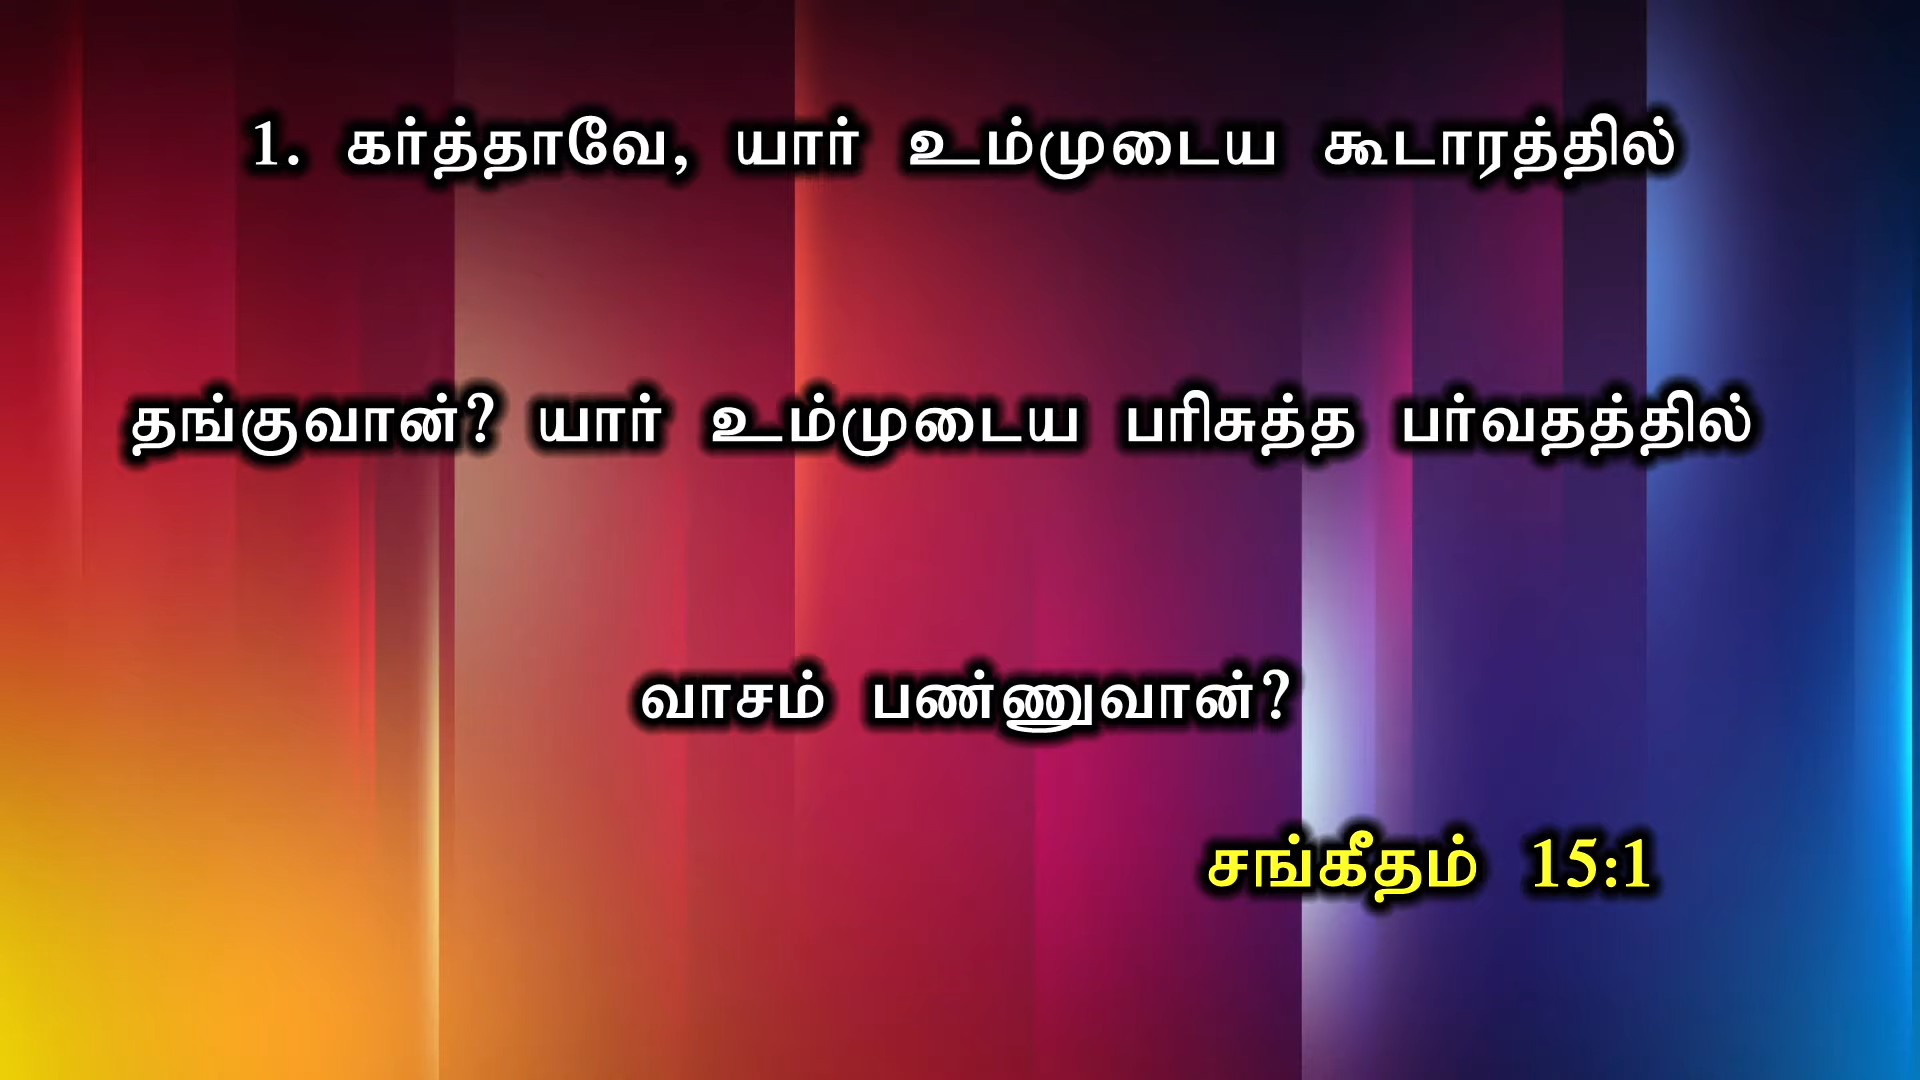 1. கர்த்தாவே, யார் உம்முடைய கூடாரத்தில்
தங்குவான்? யார் உம்முடைய பரிசுத்த பர்வதத்தில்
வாசம் பண்ணுவான்?
சங்கீதம் 15:1